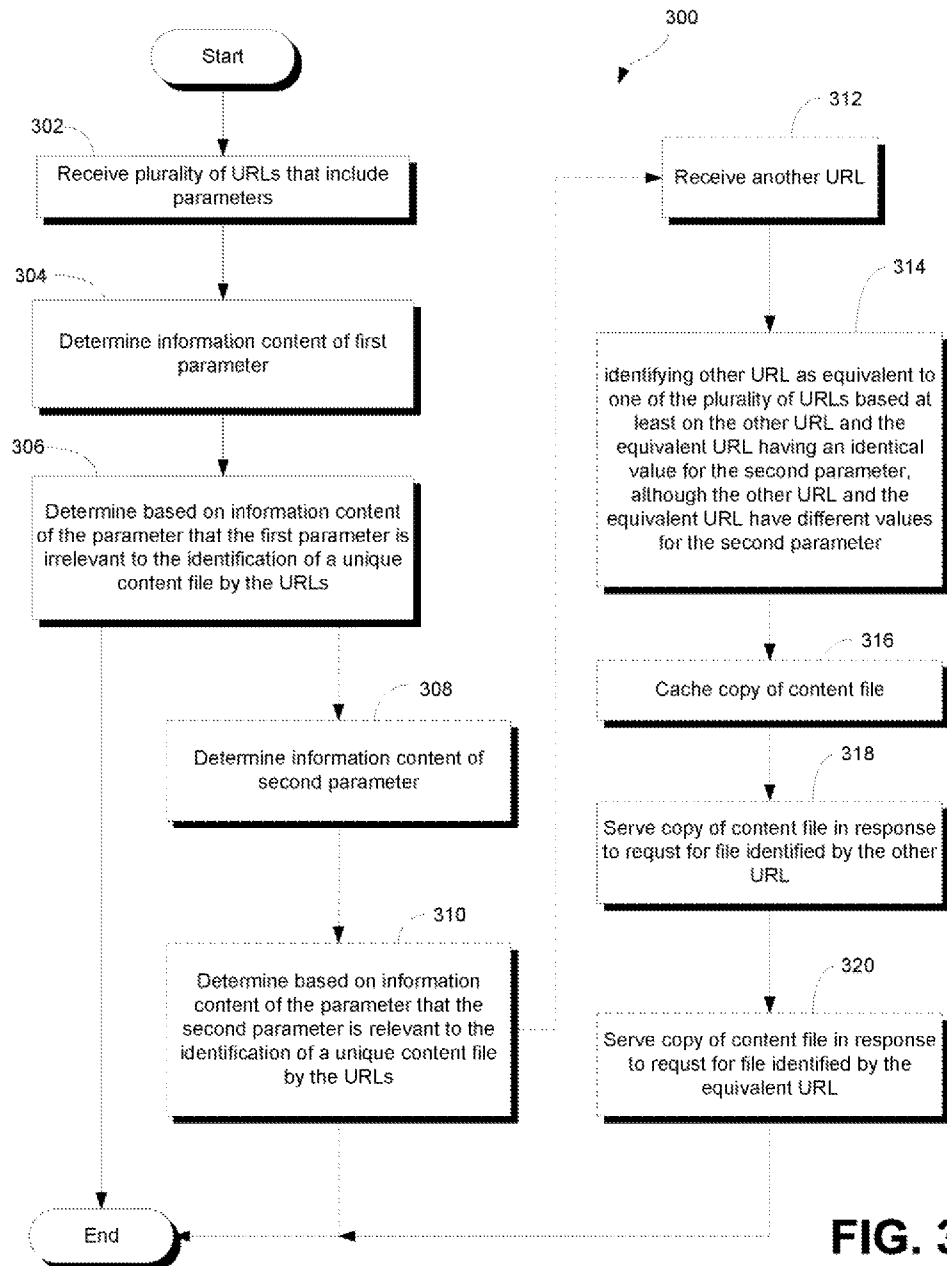 300
Start
302
Receive plurality of URLs that include
parameters
304
Determine information content of first
parameter
306
Determine based on information content
of the parameter that the first parameter is
irrelevant to the identification of a unique
content file by the URLs
308
Determine information content of
second parameter
310
Determine based on information
content of the parameter that the
second parameter is relevant to the
identification of a unique content file
by the URLs
End
312
Receive another URL
314
identifying other URL as equivalent to
one of the plurality of URLs based at
least on the other URL and the
equivalent URL having an identical
value for the second parameter,
although the other URL and the
equivalent URL have different values
for the second parameter
316
Cache copy of content file
318
Serve copy of content file in response
to requst for file identified by the other
URL
320
Serve copy of content file in response
to requst for file identified by the
equivalent URL
FIG. 3